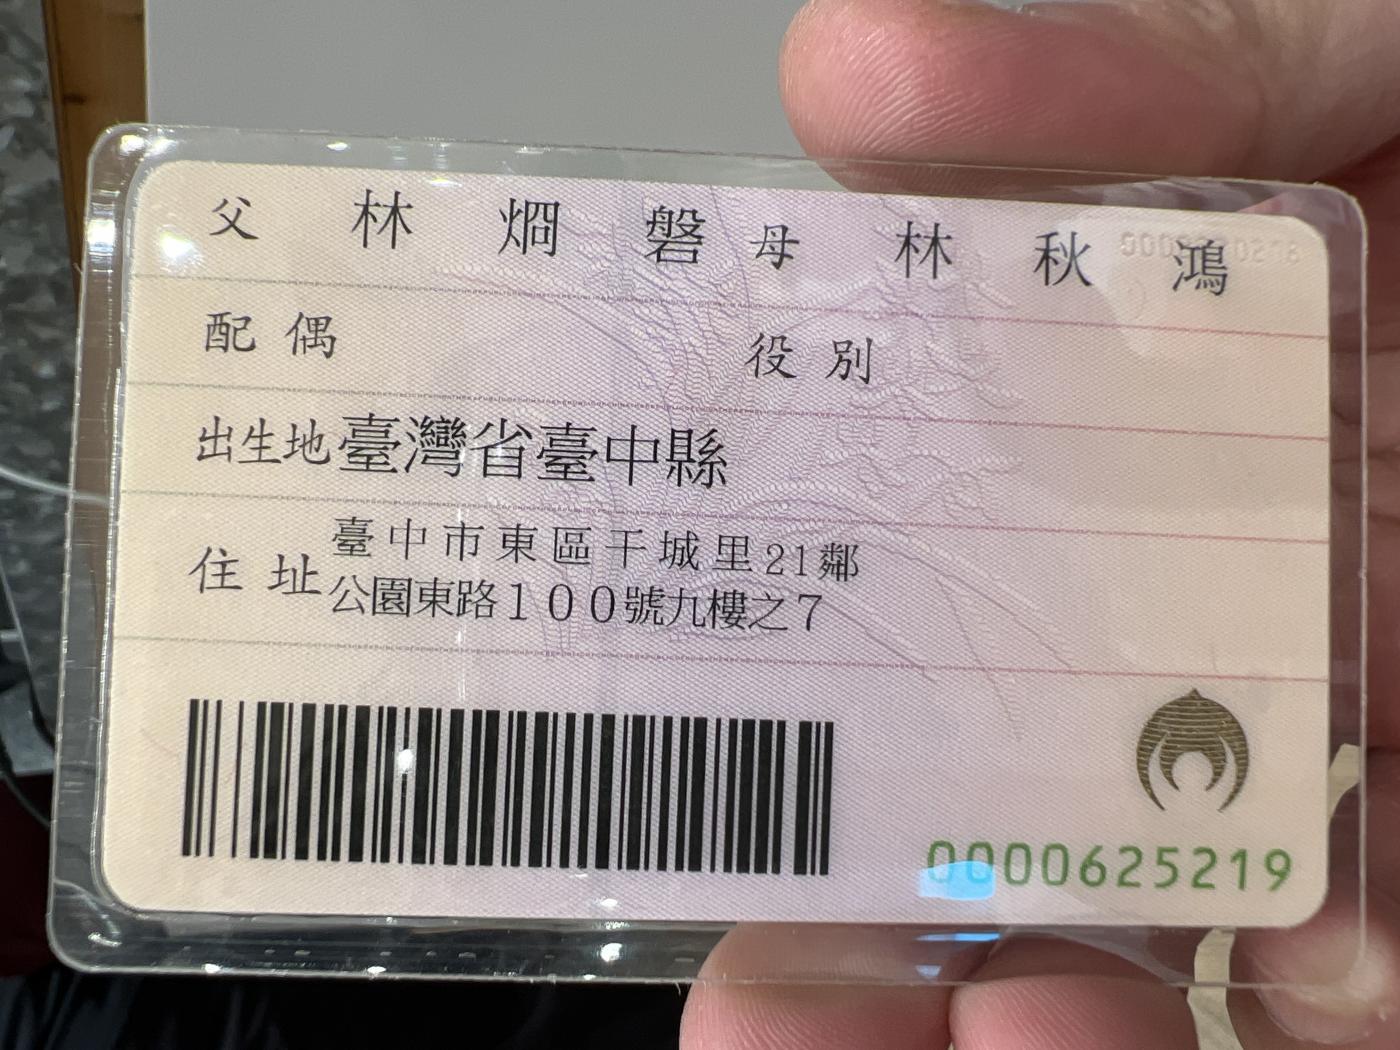 父 林 烱 磐 母 林 秋 鴻
配偶 役別
出生地 臺灣省臺中縣
住址 臺中市東區干城里21鄰
公園東路100號九樓之7
0000625219